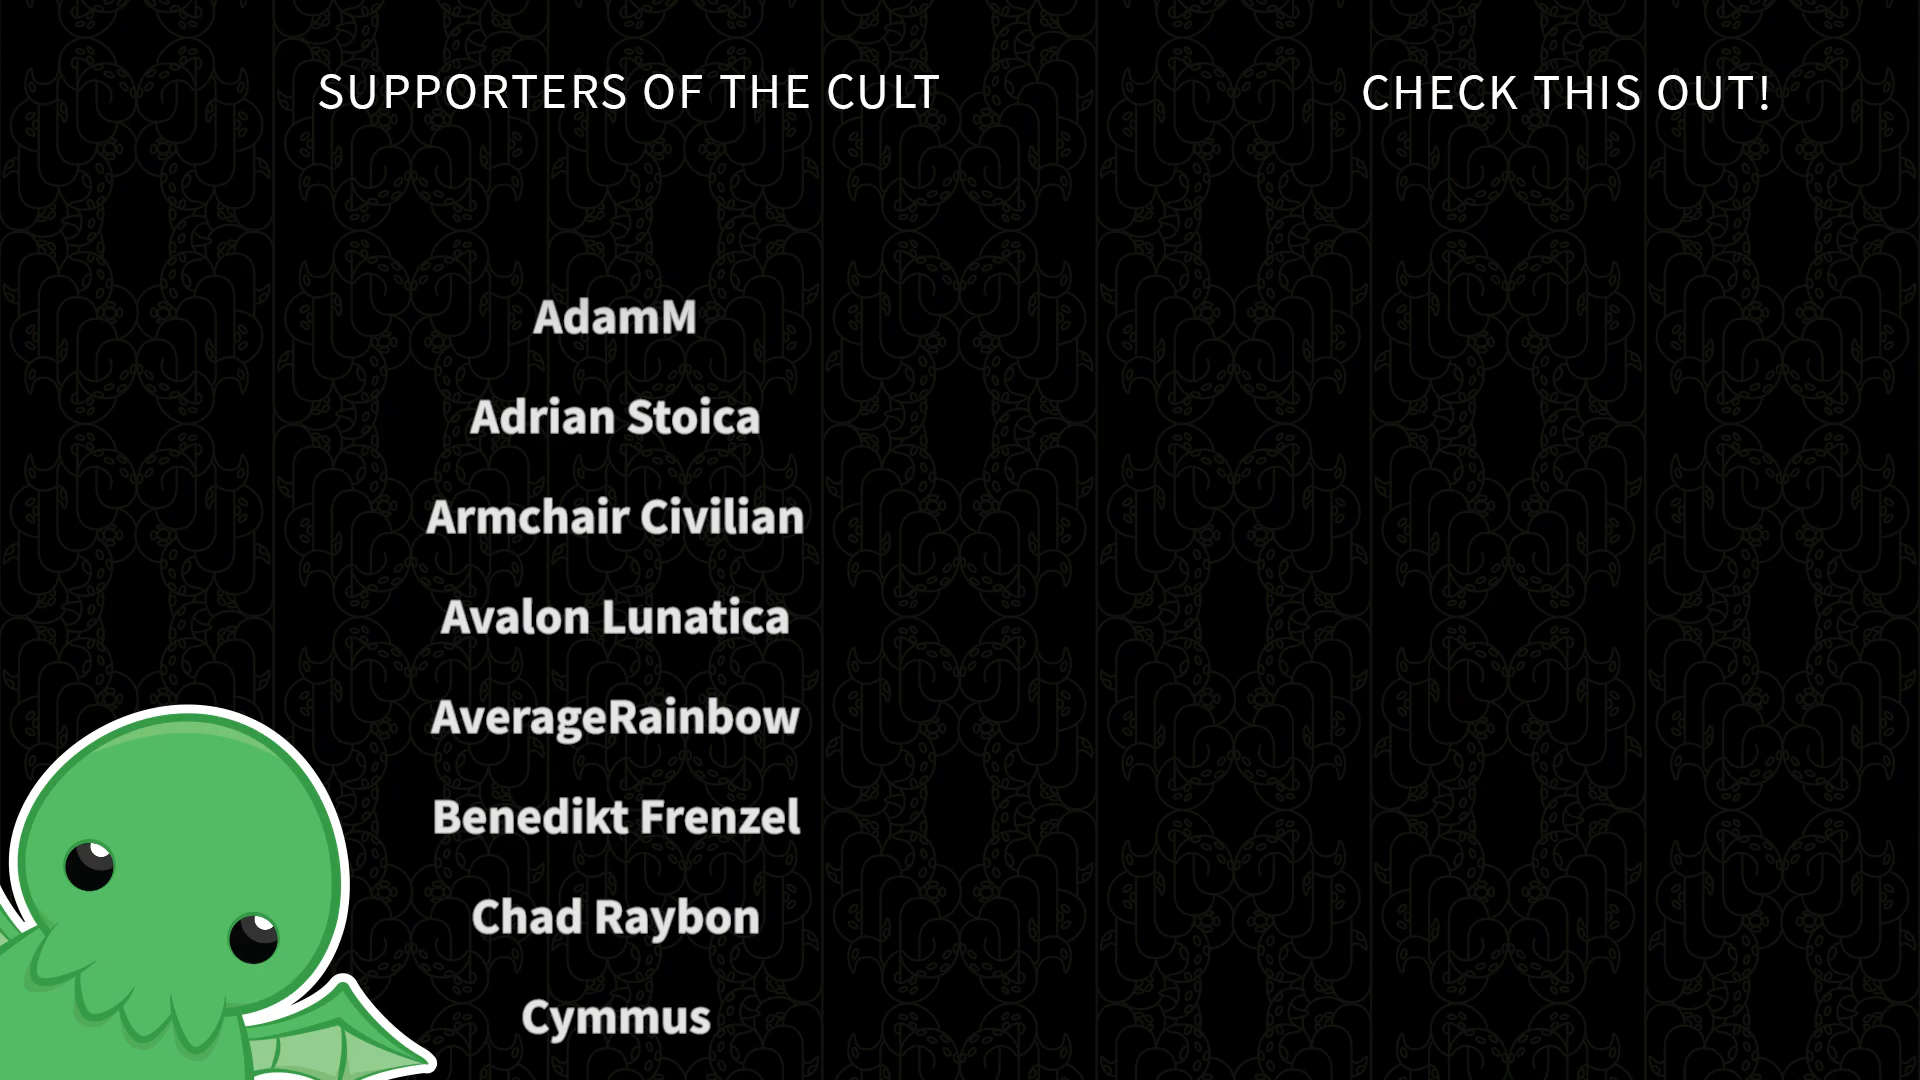 SUPPORTERS OF THE CULT
CHECK THIS OUT!
AdamM
Adrian Stoica
Armchair Civilian
Avalon Lunatica
AverageRainbow
Benedikt Frenzel
Chad Raybon
Cymmus